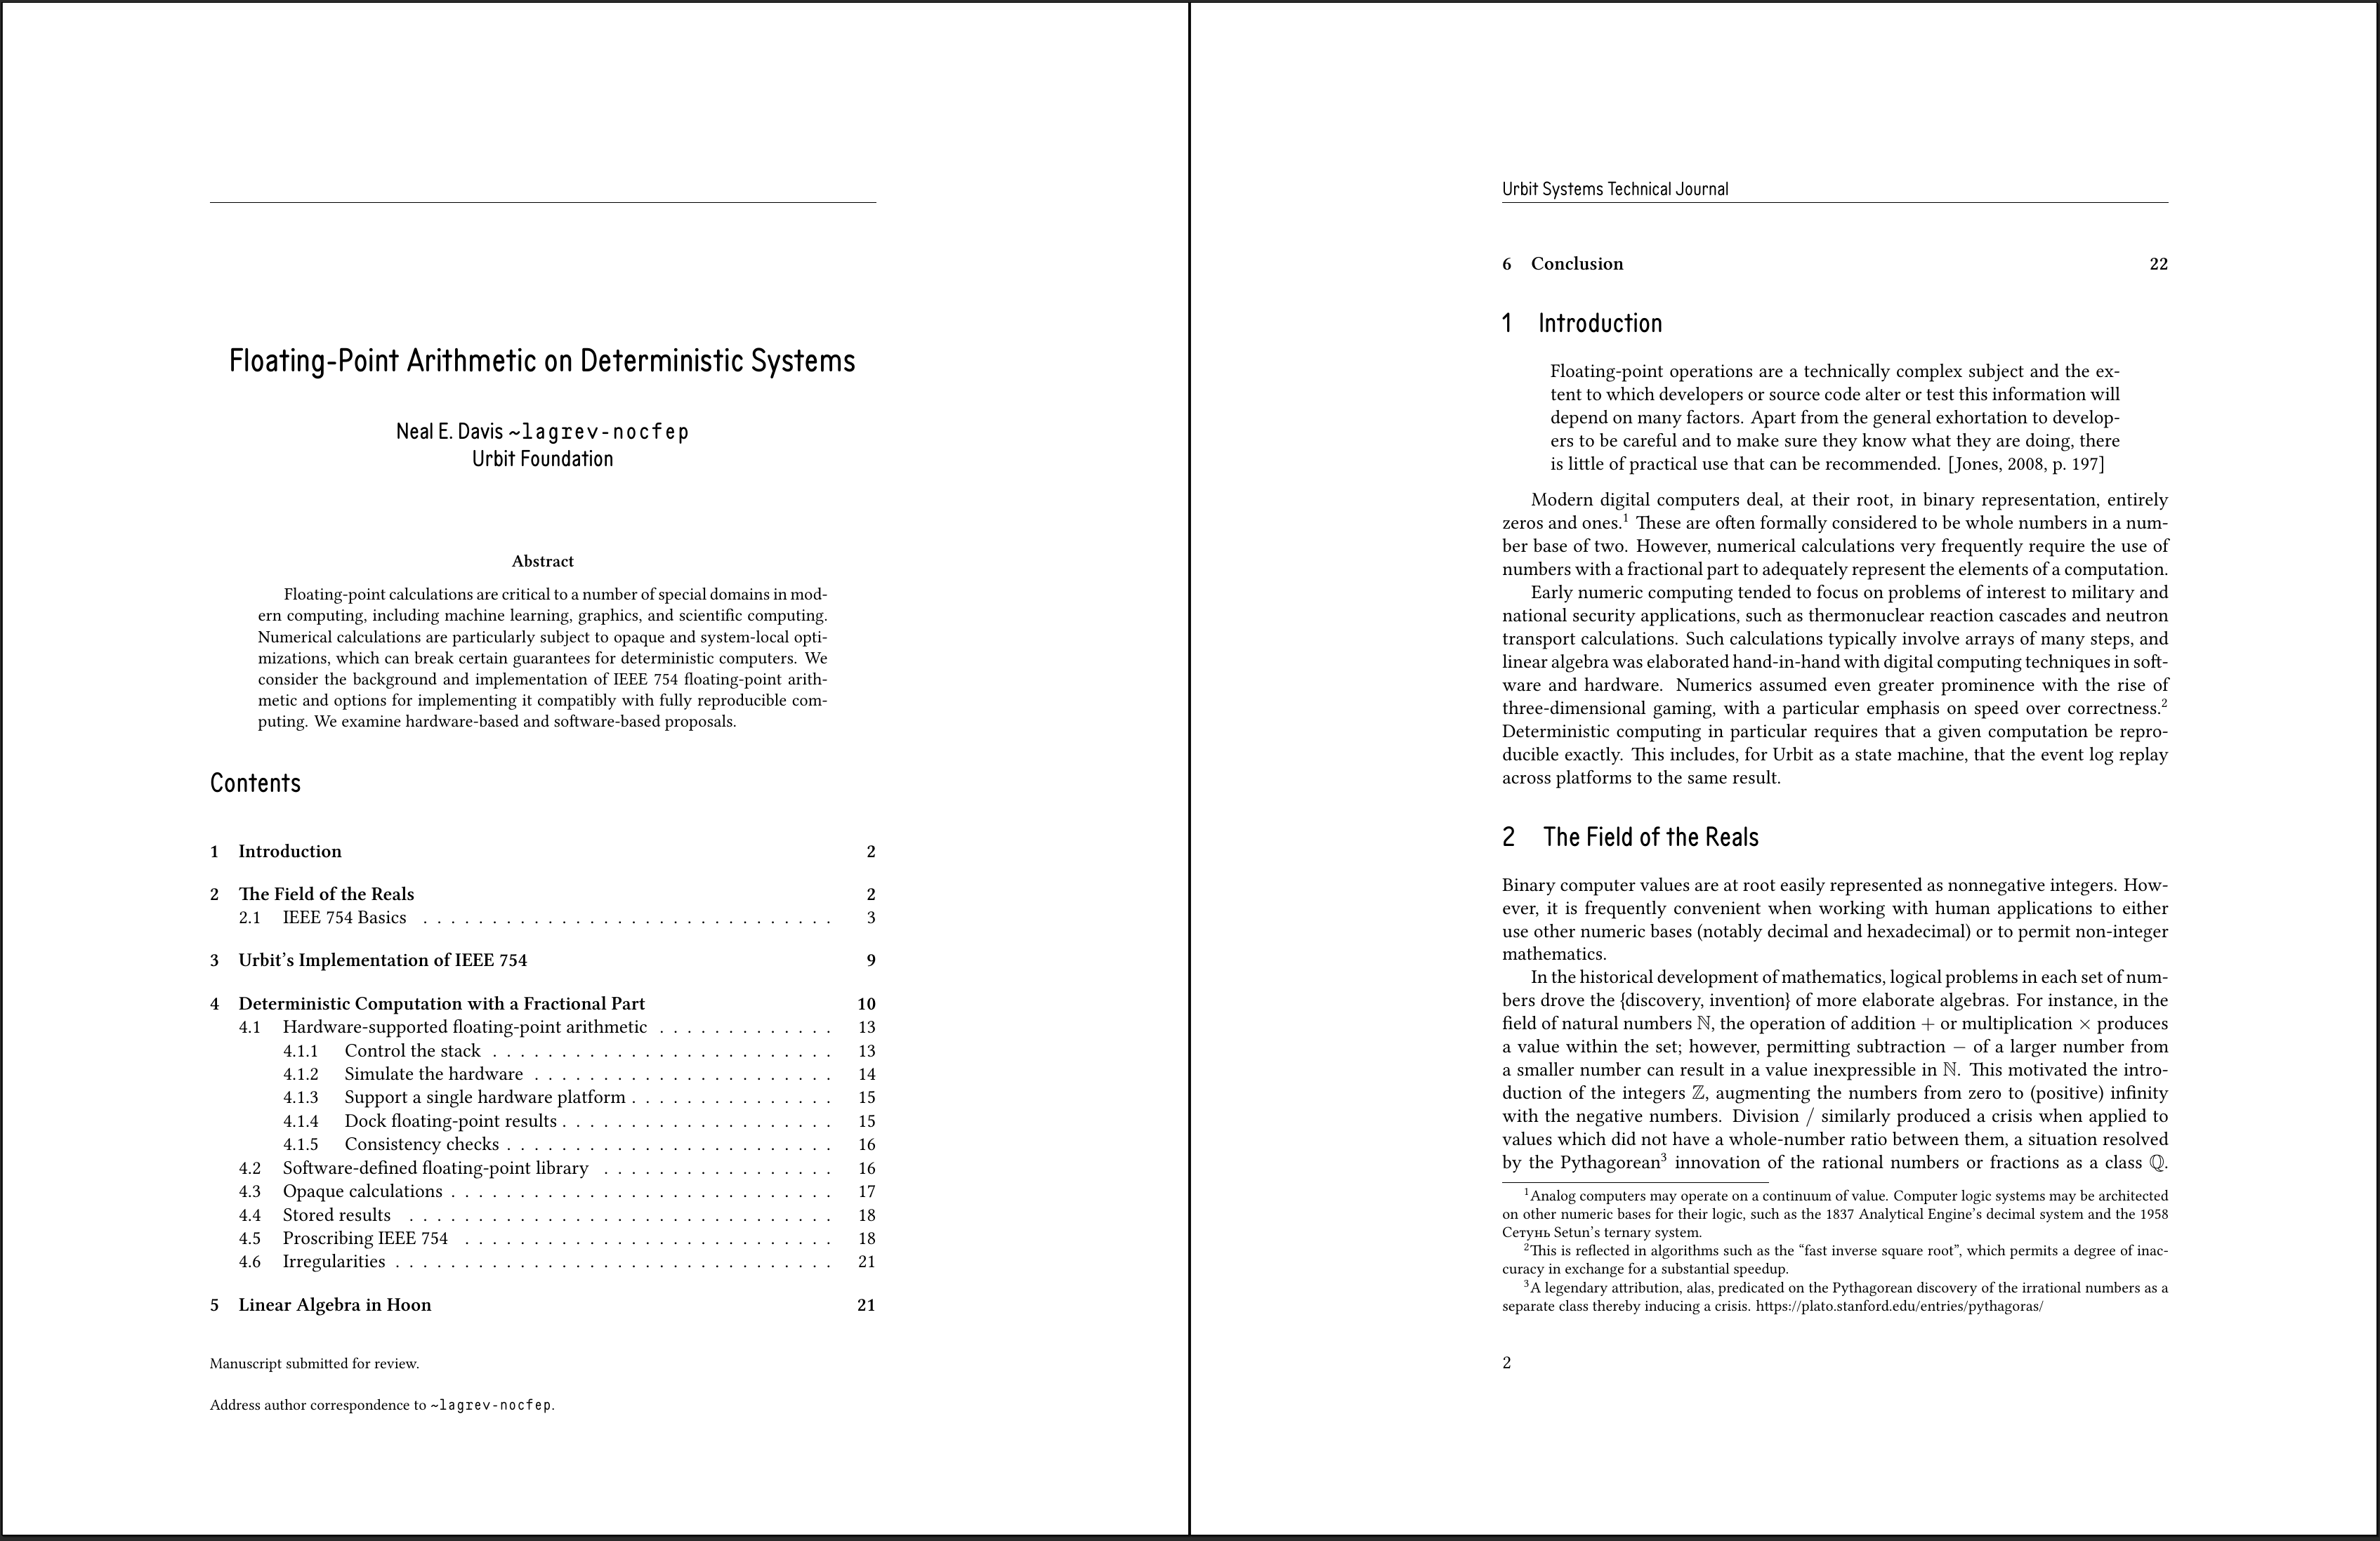 Floating-Point Arithmetic on Deterministic Systems
Neal E. Davis ~lagrev-nocfep
Urbit Foundation
Abstract
Floating-point calculations are critical to a number of special domains in mod-
ern computing, including machine learning, graphics, and scientific computing.
Numerical calculations are particularly subject to opaque and system-local opti-
mizations, which can break certain guarantees for deterministic computers. We
consider the background and implementation of IEEE 754 floating-point arith-
metic and options for implementing it compatibly with fully reproducible com-
puting. We examine hardware-based and software-based proposals.
Contents
1 Introduction 2
2 The Field of the Reals 2
2.1 IEEE 754 Basics . . . . . . . . . . . . . . . . . . . . . . . . . . . . . . 3
3 Urbit's Implementation of IEEE 754 9
4 Deterministic Computation with a Fractional Part 10
4.1 Hardware-supported floating-point arithmetic . . . . . . . . . . . . . 13
4.1.1 Control the stack . . . . . . . . . . . . . . . . . . . . . . . . . 13
4.1.2 Simulate the hardware . . . . . . . . . . . . . . . . . . . . . . 14
4.1.3 Support a single hardware platform . . . . . . . . . . . . . . . 15
4.1.4 Dock floating-point results . . . . . . . . . . . . . . . . . . . . 15
4.1.5 Consistency checks . . . . . . . . . . . . . . . . . . . . . . . . 16
4.2 Software-defined floating-point library . . . . . . . . . . . . . . . . . 16
4.3 Opaque calculations . . . . . . . . . . . . . . . . . . . . . . . . . . . . 17
4.4 Stored results . . . . . . . . . . . . . . . . . . . . . . . . . . . . . . . 18
4.5 Proscribing IEEE 754 . . . . . . . . . . . . . . . . . . . . . . . . . . . 18
4.6 Irregularities . . . . . . . . . . . . . . . . . . . . . . . . . . . . . . . . 21
5 Linear Algebra in Hoon 21
Manuscript submitted for review.
Address author correspondence to ~lagrev-nocfep.
Urbit Systems Technical Journal
6 Conclusion 22
1 Introduction
Floating-point operations are a technically complex subject and the ex-
tent to which developers or source code alter or test this information will
depend on many factors. Apart from the general exhortation to develop-
ers to be careful and to make sure they know what they are doing, there
is little of practical use that can be recommended. [Jones, 2008, p. 197]
Modern digital computers deal, at their root, in binary representation, entirely
zeros and ones.¹ These are often formally considered to be whole numbers in a num-
ber base of two. However, numerical calculations very frequently require the use of
numbers with a fractional part to adequately represent the elements of a computation.
Early numeric computing tended to focus on problems of interest to military and
national security applications, such as thermonuclear reaction cascades and neutron
transport calculations. Such calculations typically involve arrays of many steps, and
linear algebra was elaborated hand-in-hand with digital computing techniques in soft-
ware and hardware. Numerics assumed even greater prominence with the rise of
three-dimensional gaming, with a particular emphasis on speed over correctness.²
Deterministic computing in particular requires that a given computation be repro-
ducible exactly. This includes, for Urbit as a state machine, that the event log replay
across platforms to the same result.
2 The Field of the Reals
Binary computer values are at root easily represented as nonnegative integers. How-
ever, it is frequently convenient when working with human applications to either
use other numeric bases (notably decimal and hexadecimal) or to permit non-integer
mathematics.
In the historical development of mathematics, logical problems in each set of num-
bers drove the {discovery, invention} of more elaborate algebras. For instance, in the
field of natural numbers ℕ, the operation of addition + or multiplication × produces
a value within the set; however, permitting subtraction − of a larger number from
a smaller number can result in a value inexpressible in ℕ. This motivated the intro-
duction of the integers ℤ, augmenting the numbers from zero to (positive) infinity
with the negative numbers. Division / similarly produced a crisis when applied to
values which did not have a whole-number ratio between them, a situation resolved
by the Pythagorean³ innovation of the rational numbers or fractions as a class ℚ.
¹Analog computers may operate on a continuum of value. Computer logic systems may be architected
on other numeric bases for their logic, such as the 1837 Analytical Engine's decimal system and the 1958
Сетунь Setun's ternary system.
²This is reflected in algorithms such as the “fast inverse square root”, which permits a degree of inac-
curacy in exchange for a substantial speedup.
³A legendary attribution, alas, predicated on the Pythagorean discovery of the irrational numbers as a
separate class thereby inducing a crisis. https://plato.stanford.edu/entries/pythagoras/
2